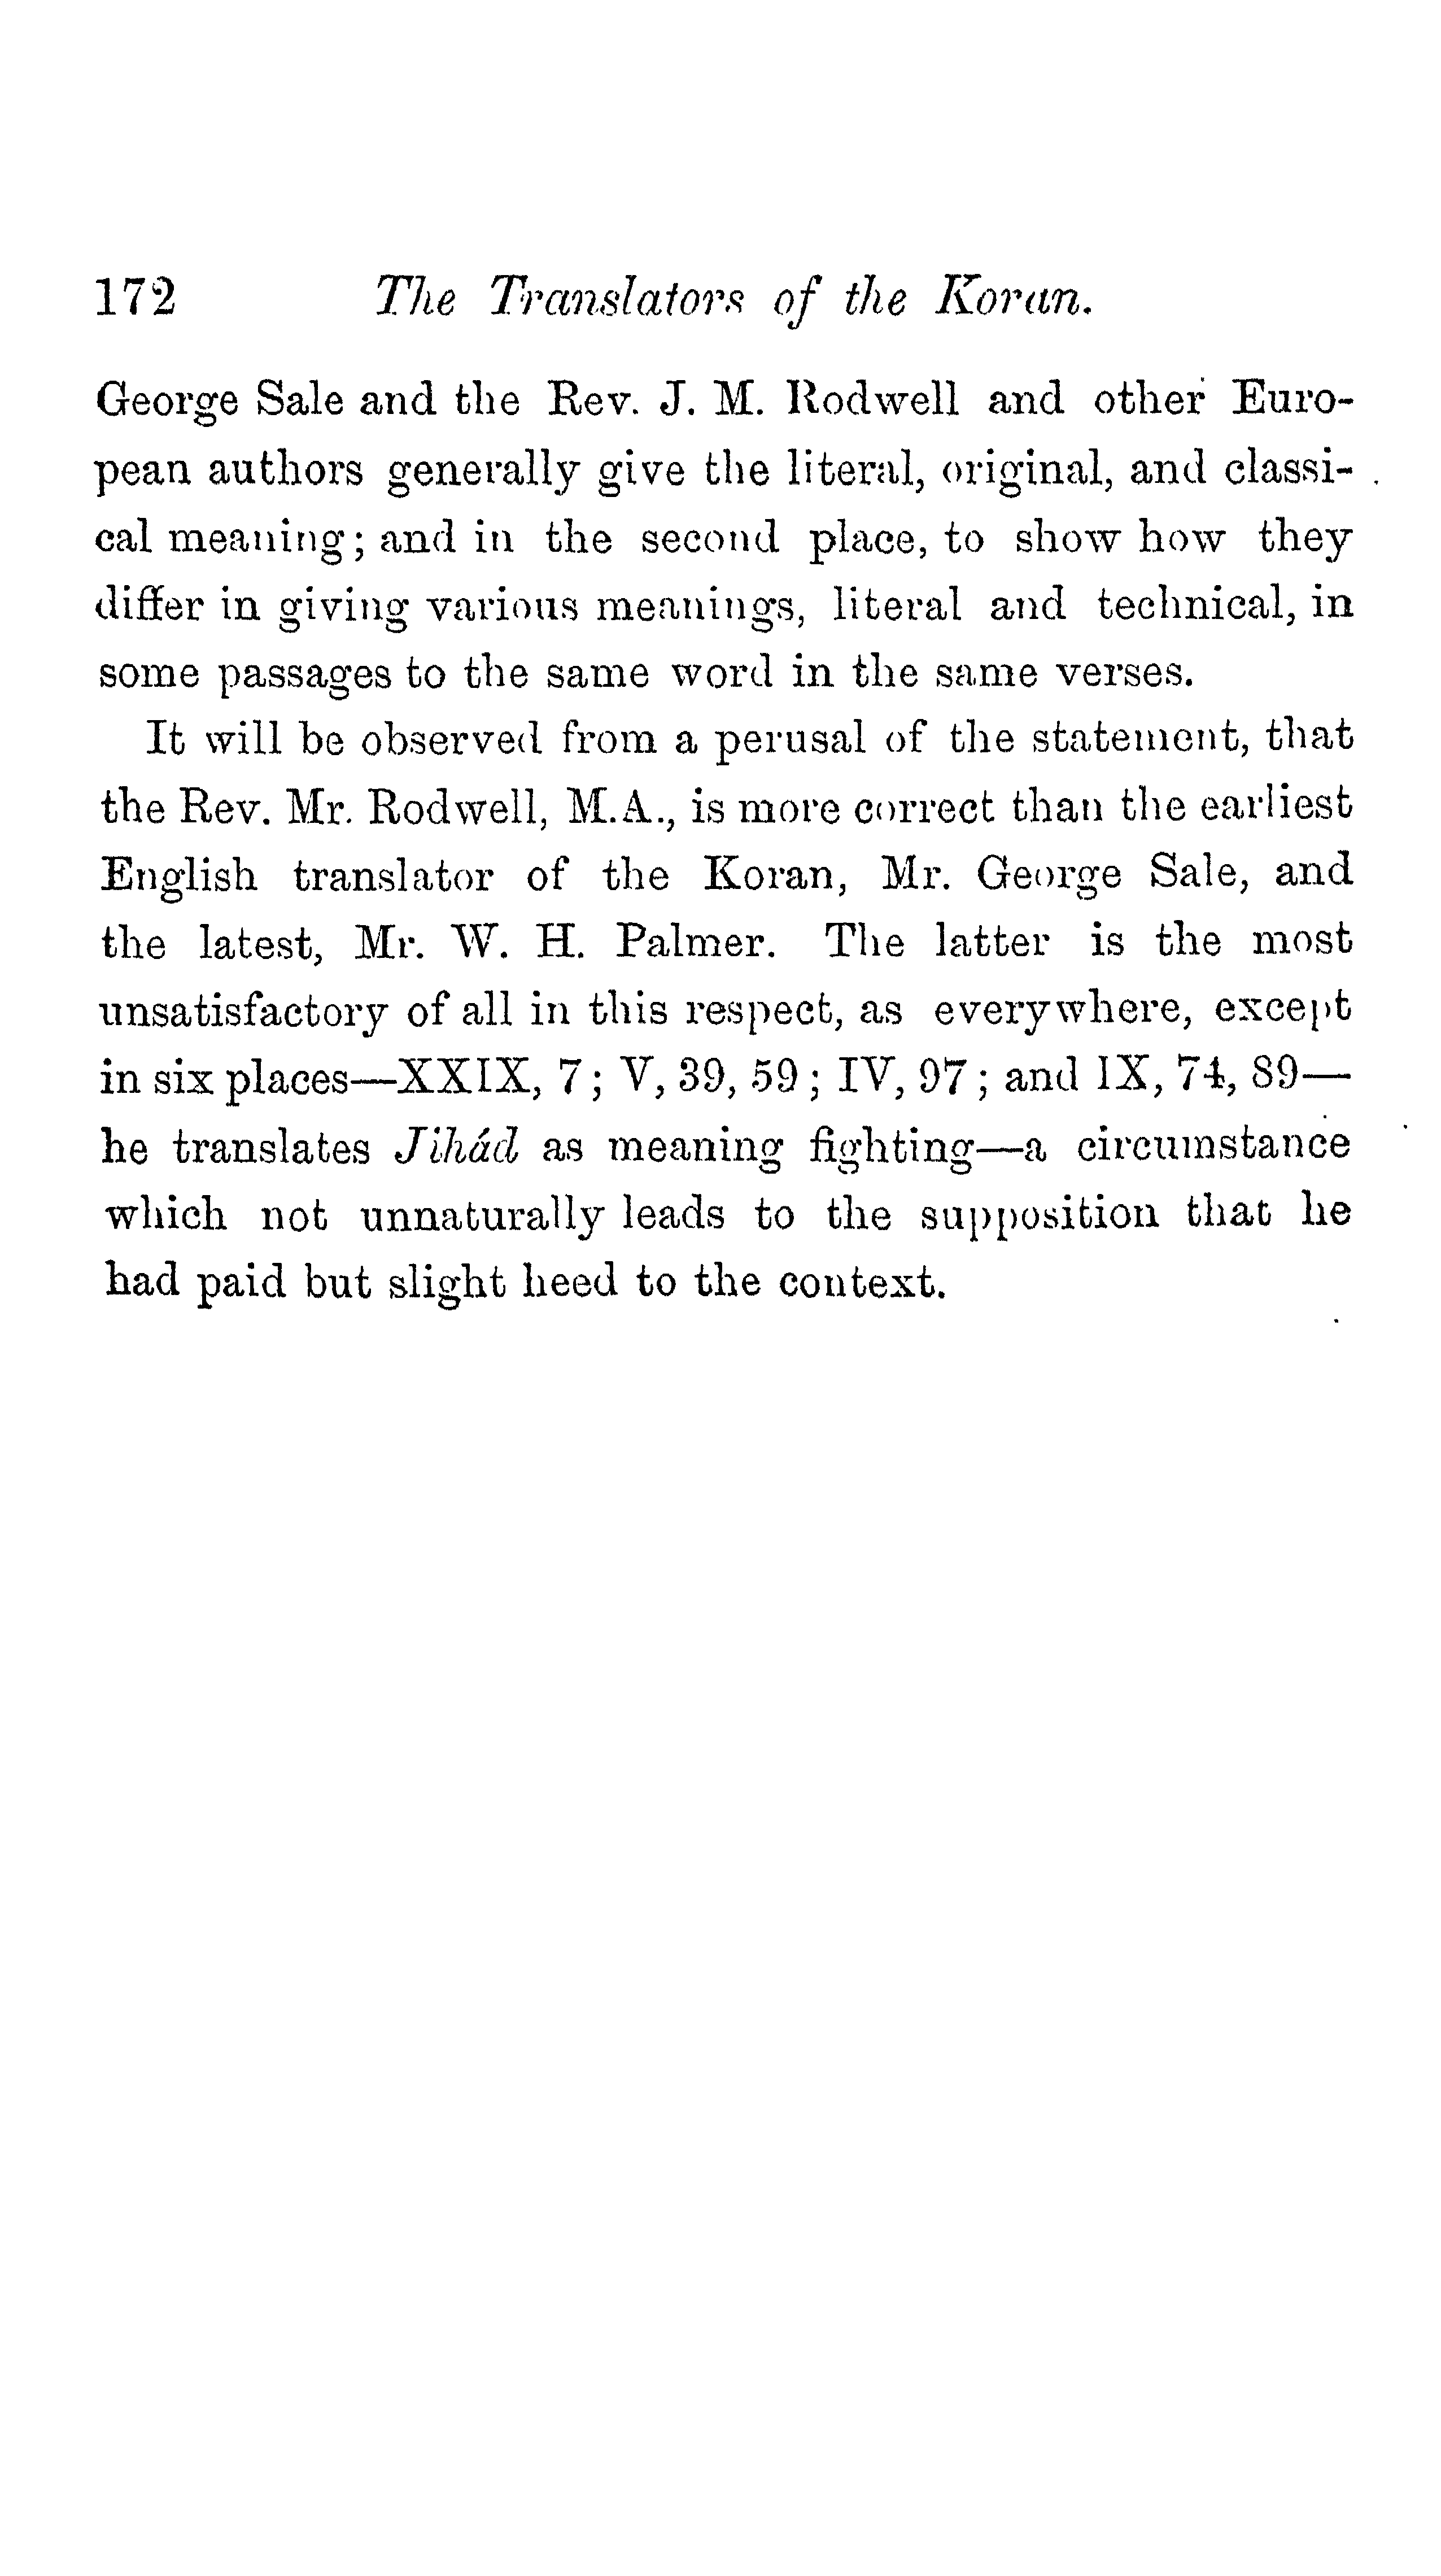 172 The Translators of the Koran.
George Sale and the Rev. J. M. Rodwell and other Euro-
pean authors generally give the literal, original, and classi-
cal meaning; and in the second place, to show how they
differ in giving various meanings, literal and technical, in
some passages to the same word in the same verses.
It will be observed from a perusal of the statement, that
the Rev. Mr. Rodwell, M.A., is more correct than the earliest
English translator of the Koran, Mr. George Sale, and
the latest, Mr. W. H. Palmer. The latter is the most
unsatisfactory of all in this respect, as everywhere, except
in six places—XXIX, 7; V, 39, 59; IV, 97; and IX, 74, 89—
he translates Jihád as meaning fighting—a circumstance
which not unnaturally leads to the supposition that he
had paid but slight heed to the context.